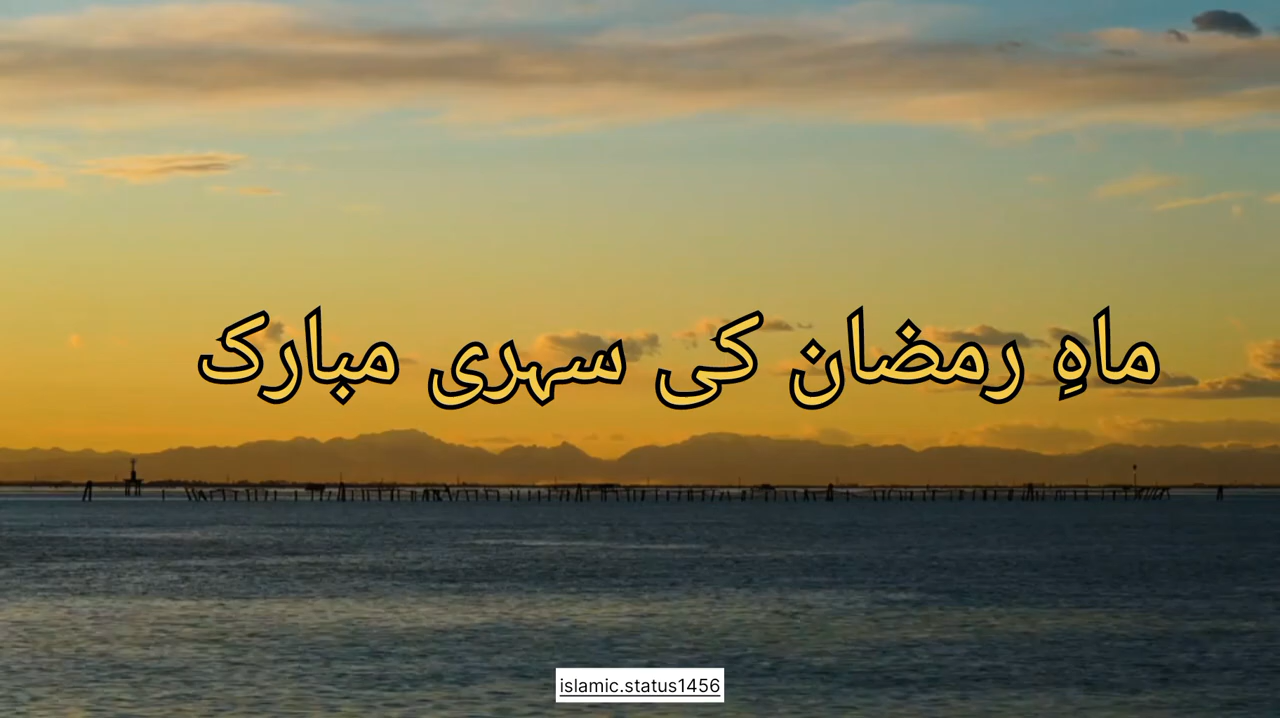 ماہِ رمضان کی سہری مبارک
islamic.status1456